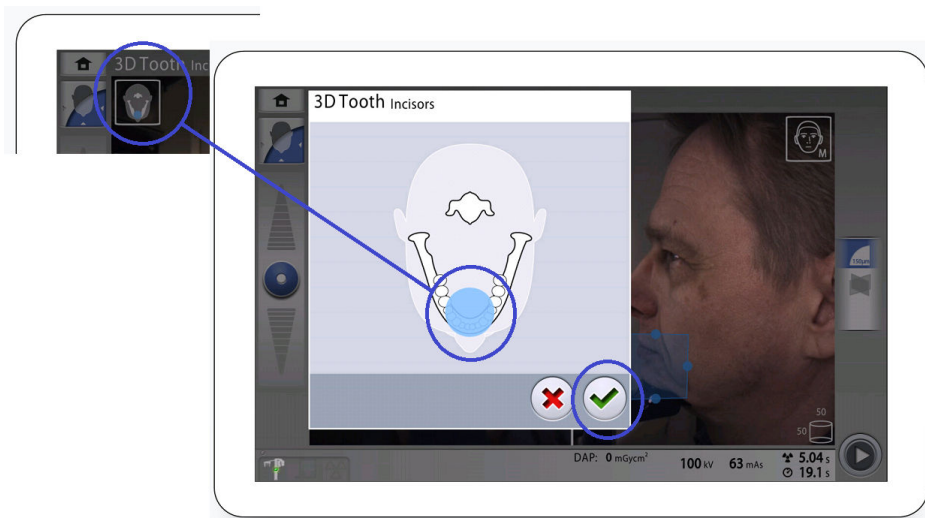 3D Tooth Inc
3D Tooth Incisors
M
150µm
50
50
DAP: 0 mGycm²
100 kV 63 mAs
5.04 s
19.1 s